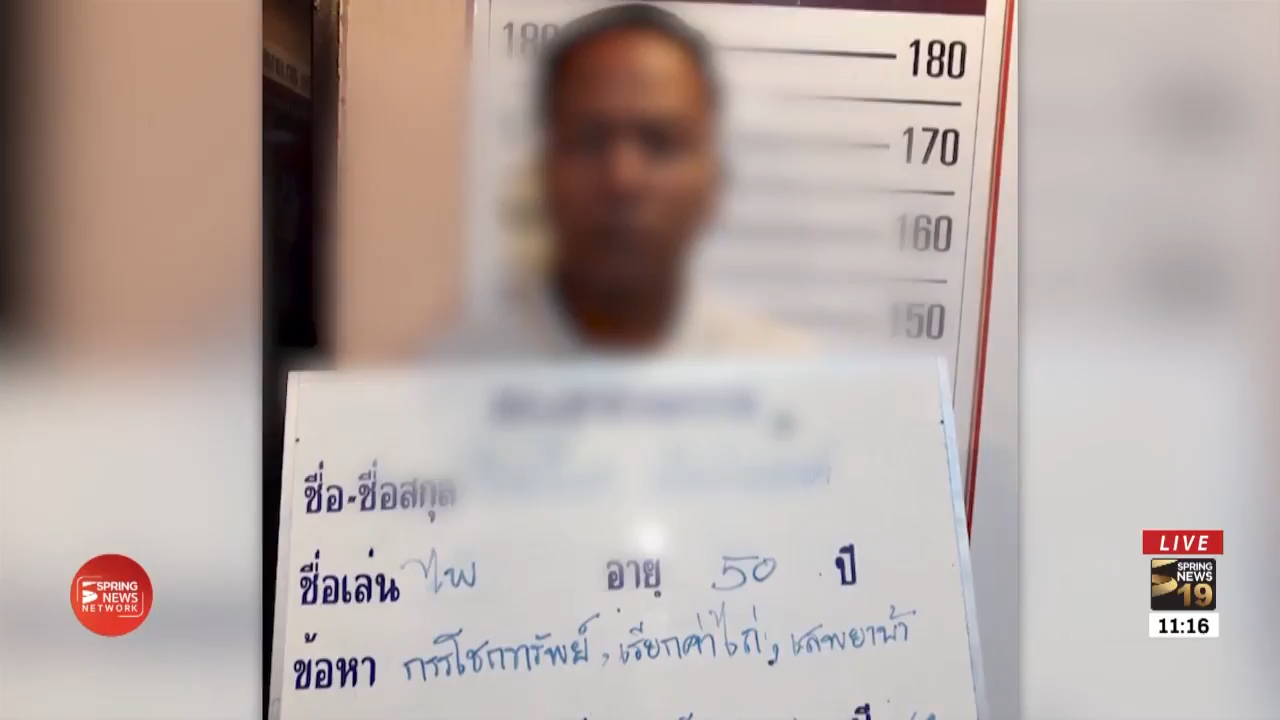 180 180
170
160
150
ชื่อ-ชื่อสกุล
ชื่อเล่น ไพ อายุ 50 ปี
ข้อหา กรรโชกทรัพย์, เรียกค่าไถ่, เสพยาบ้า
ปี
SPRING
NEWS
NETWORK
LIVE
SPRING
NEWS
19
11:16